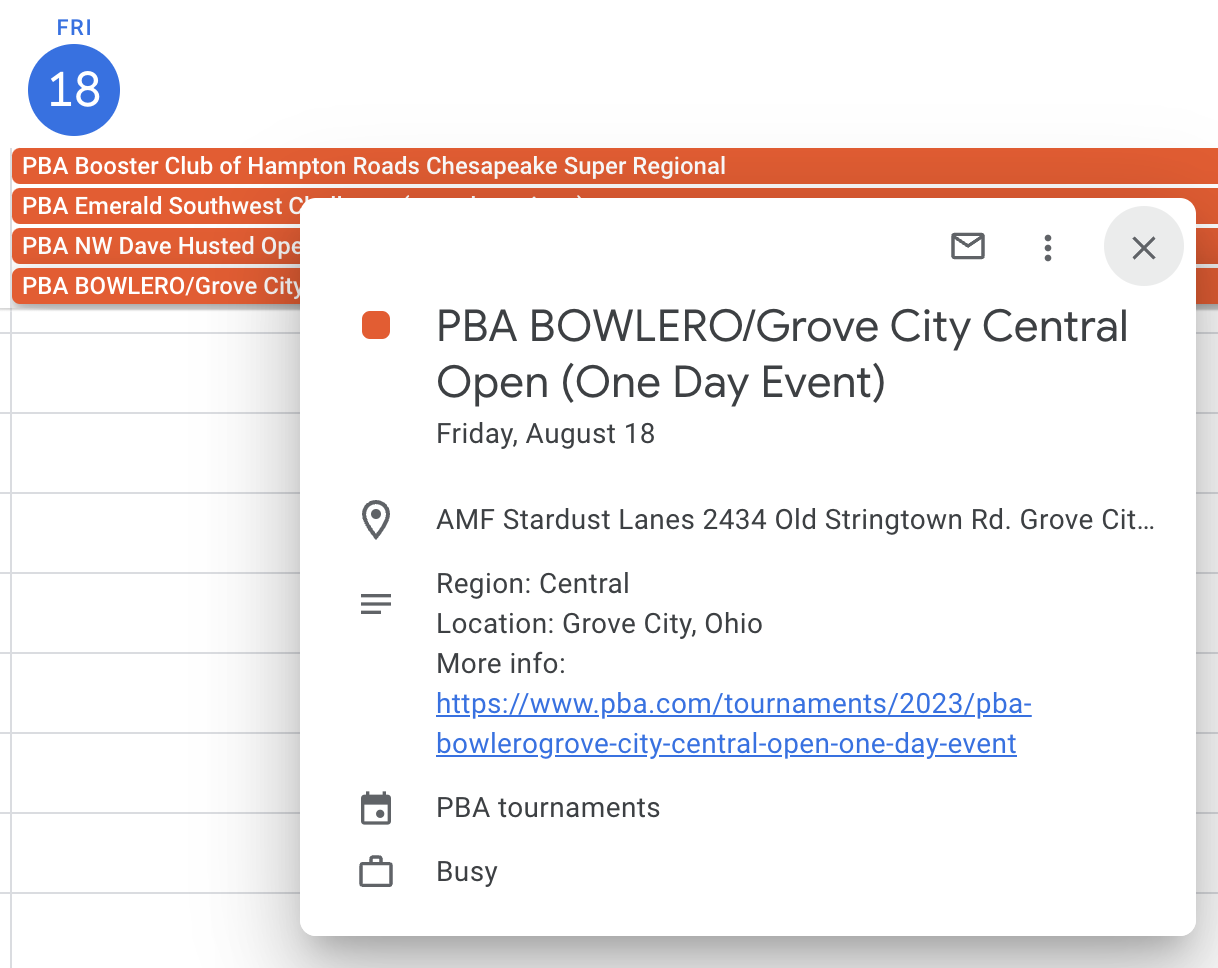 FRI
18
PBA Booster Club of Hampton Roads Chesapeake Super Regional
PBA Emerald Southwest
PBA NW Dave Husted
PBA BOWLERO/Grove City
PBA BOWLERO/Grove City Central
Open (One Day Event)
Friday, August 18
AMF Stardust Lanes 2434 Old Stringtown Rd. Grove Cit…
Region: Central
Location: Grove City, Ohio
More info:
https://www.pba.com/tournaments/2023/pba-
bowlerogrove-city-central-open-one-day-event
PBA tournaments
Busy